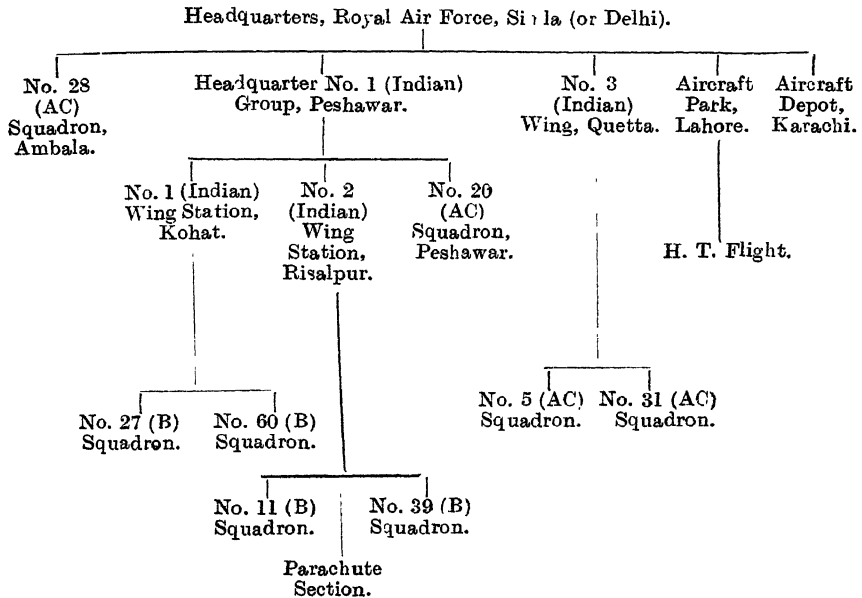 Headquarters, Royal Air Force, Simla (or Delhi).
No. 28
(AC)
Squadron,
Ambala.
Headquarter No. 1 (Indian)
Group, Peshawar.
No. 3
(Indian)
Wing, Quetta.
Aircraft
Park,
Lahore.
Aircraft
Depot,
Karachi.
No. 1 (Indian)
Wing Station,
Kohat.
No. 2
(Indian)
Wing
Station,
Risalpur.
No. 20
(AC)
Squadron,
Peshawar.
H. T. Flight.
No. 27 (B)
Squadron.
No. 60 (B)
Squadron.
No. 5 (AC)
Squadron.
No. 31 (AC)
Squadron.
No. 11 (B)
Squadron.
No. 39 (B)
Squadron.
Parachute
Section.